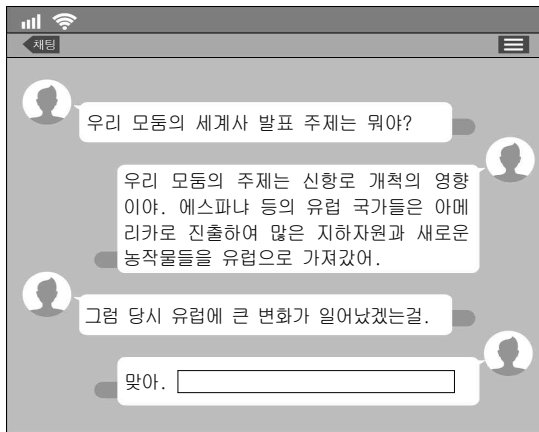 채팅
우리 모둠의 세계사 발표 주제는 뭐야?
우리 모둠의 주제는 신항로 개척의 영향
이야. 에스파냐 등의 유럽 국가들은 아메
리카로 진출하여 많은 지하자원과 새로운
농작물들을 유럽으로 가져갔어.
그럼 당시 유럽에 큰 변화가 일어났겠는걸.
맞아.